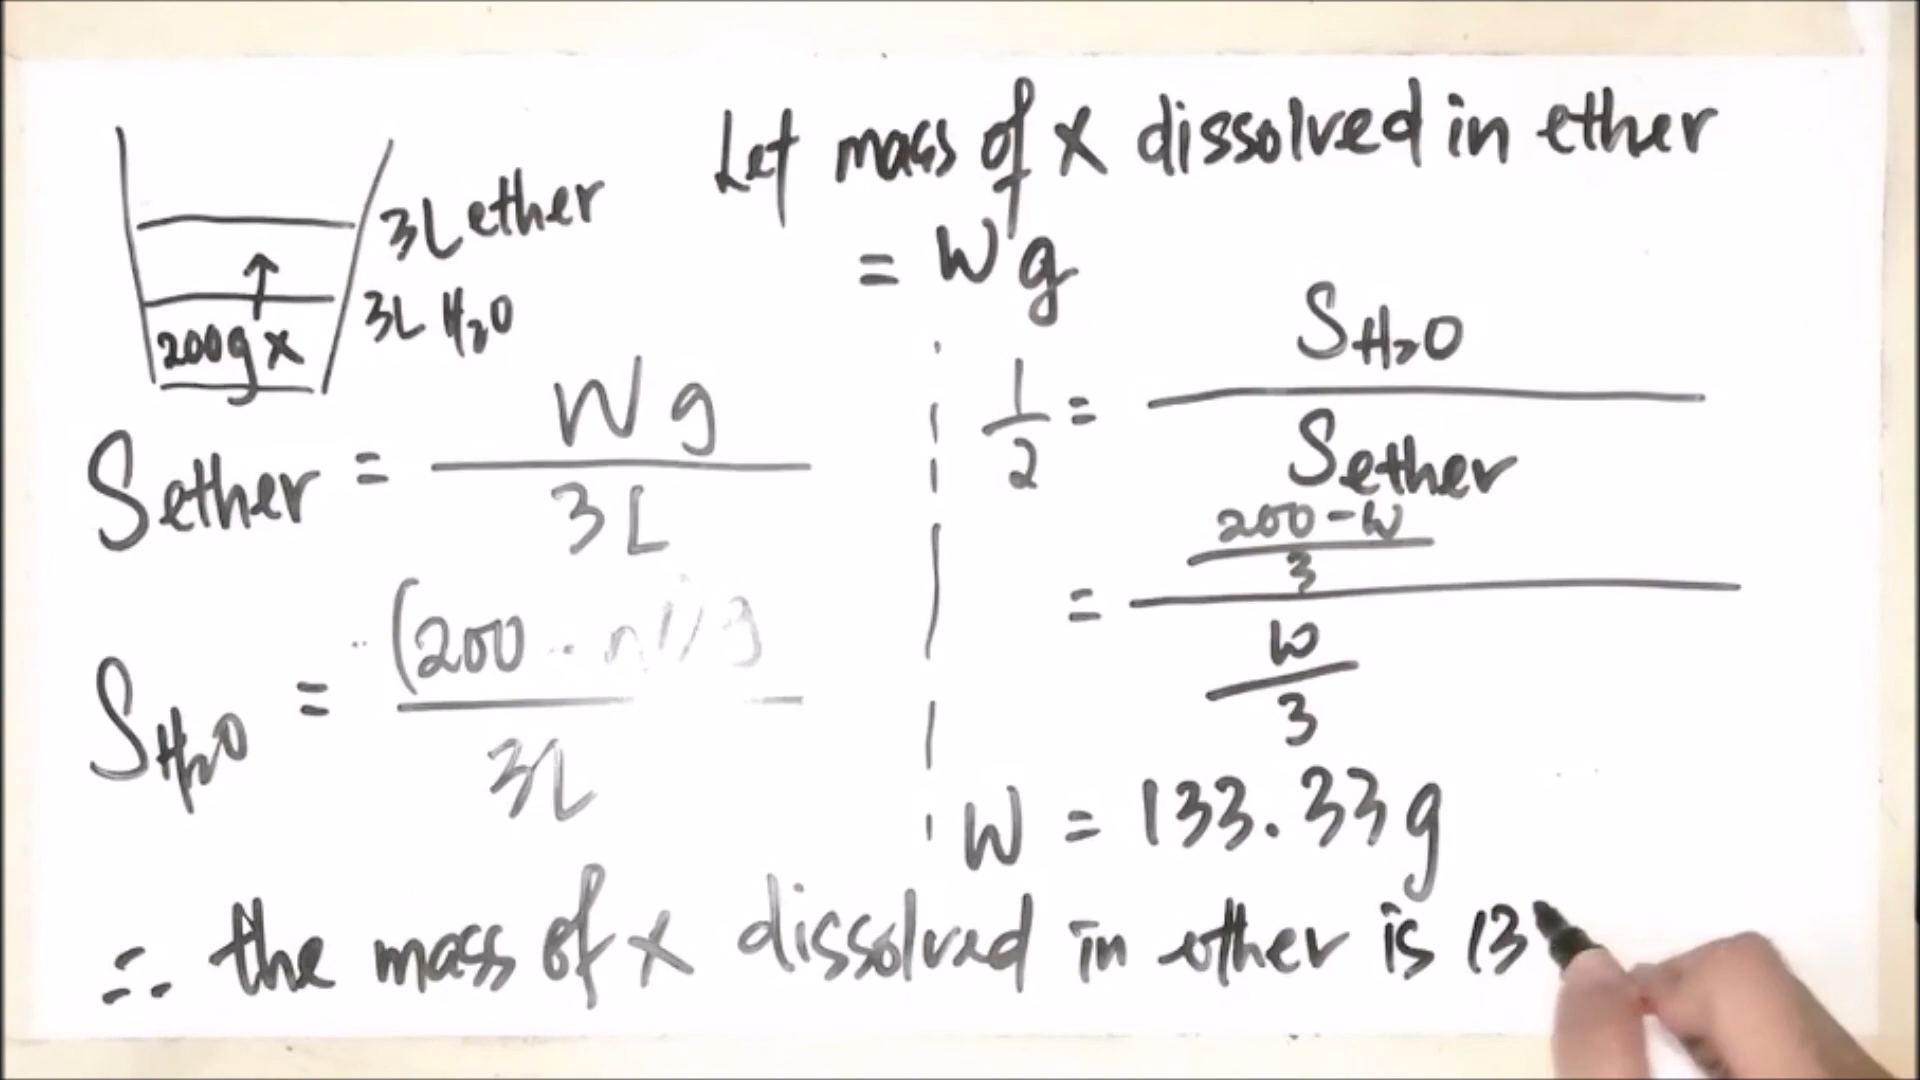 Let mass of x dissolved in ether
= W g
3L ether
3L H₂O
200g x
Sether = Wg / 3L
SH₂O = (200 / 3L
1/2 = SH₂O / Sether
= 200-W / 3 / W / 3
W = 133.33g
∴ the mass of x dissolved in ether is 13